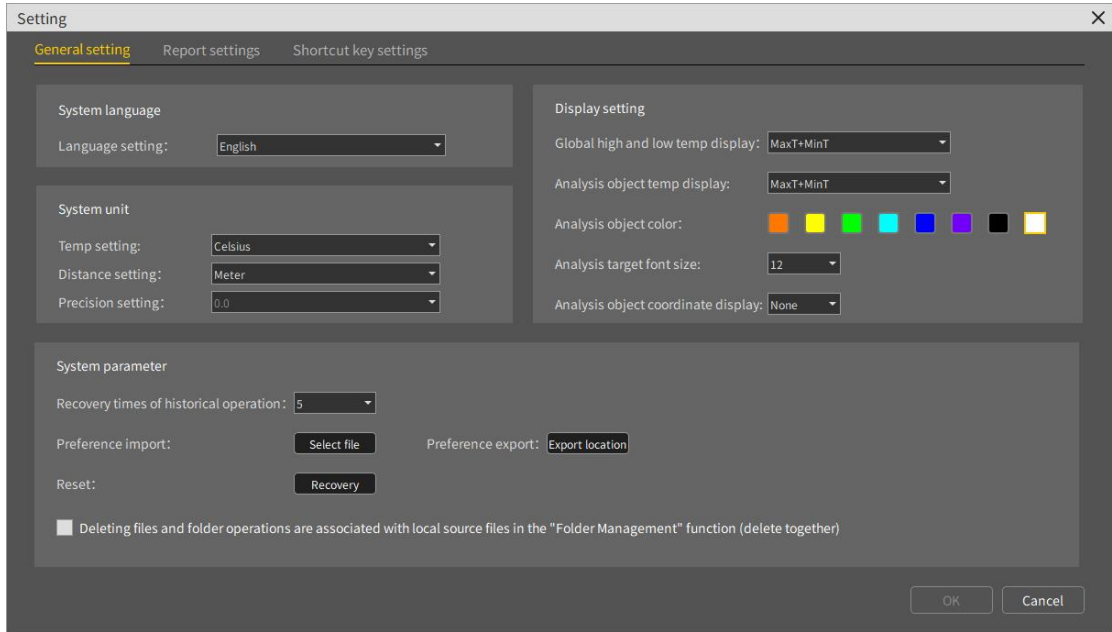 Setting
General setting Report settings Shortcut key settings
System language
Language setting: English
System unit
Temp setting: Celsius
Distance setting: Meter
Precision setting: 0.0
Display setting
Global high and low temp display: MaxT+MinT
Analysis object temp display: MaxT+MinT
Analysis object color:
Analysis target font size: 12
Analysis object coordinate display: None
System parameter
Recovery times of historical operation: 5
Preference import: Select file Preference export: Export location
Reset: Recovery
Deleting files and folder operations are associated with local source files in the "Folder Management" function (delete together)
OK Cancel